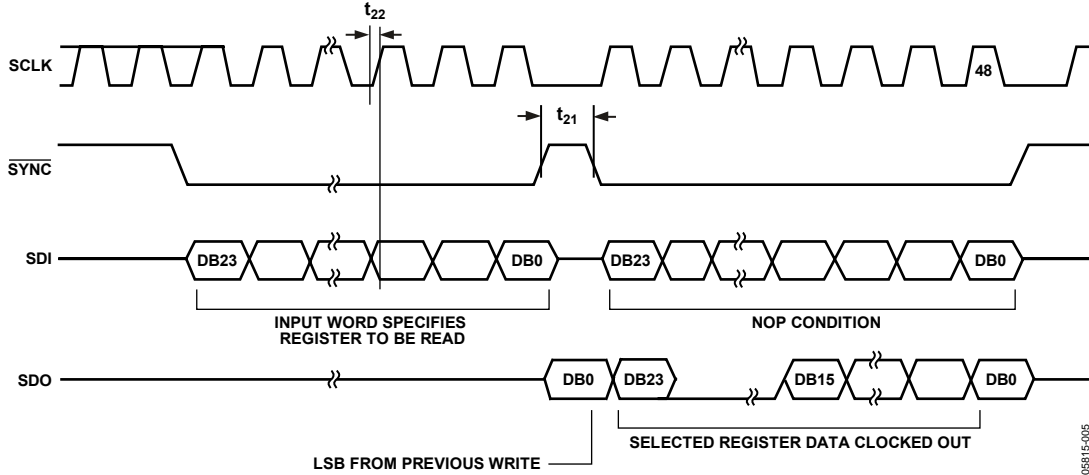 t22
SCLK
48
t21
SYNC
SDI
DB23
DB0
DB23
DB0
INPUT WORD SPECIFIES
REGISTER TO BE READ
NOP CONDITION
SDO
DB0
DB23
DB15
DB0
SELECTED REGISTER DATA CLOCKED OUT
LSB FROM PREVIOUS WRITE
05815-005